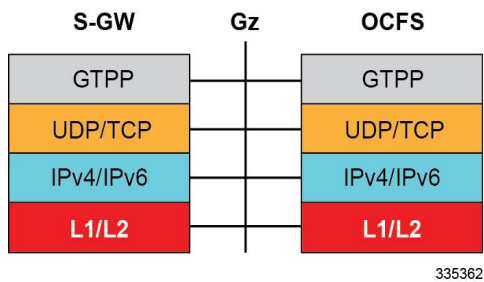 S-GW Gz OCFS
GTPP GTPP
UDP/TCP UDP/TCP
IPv4/IPv6 IPv4/IPv6
L1/L2 L1/L2
335362